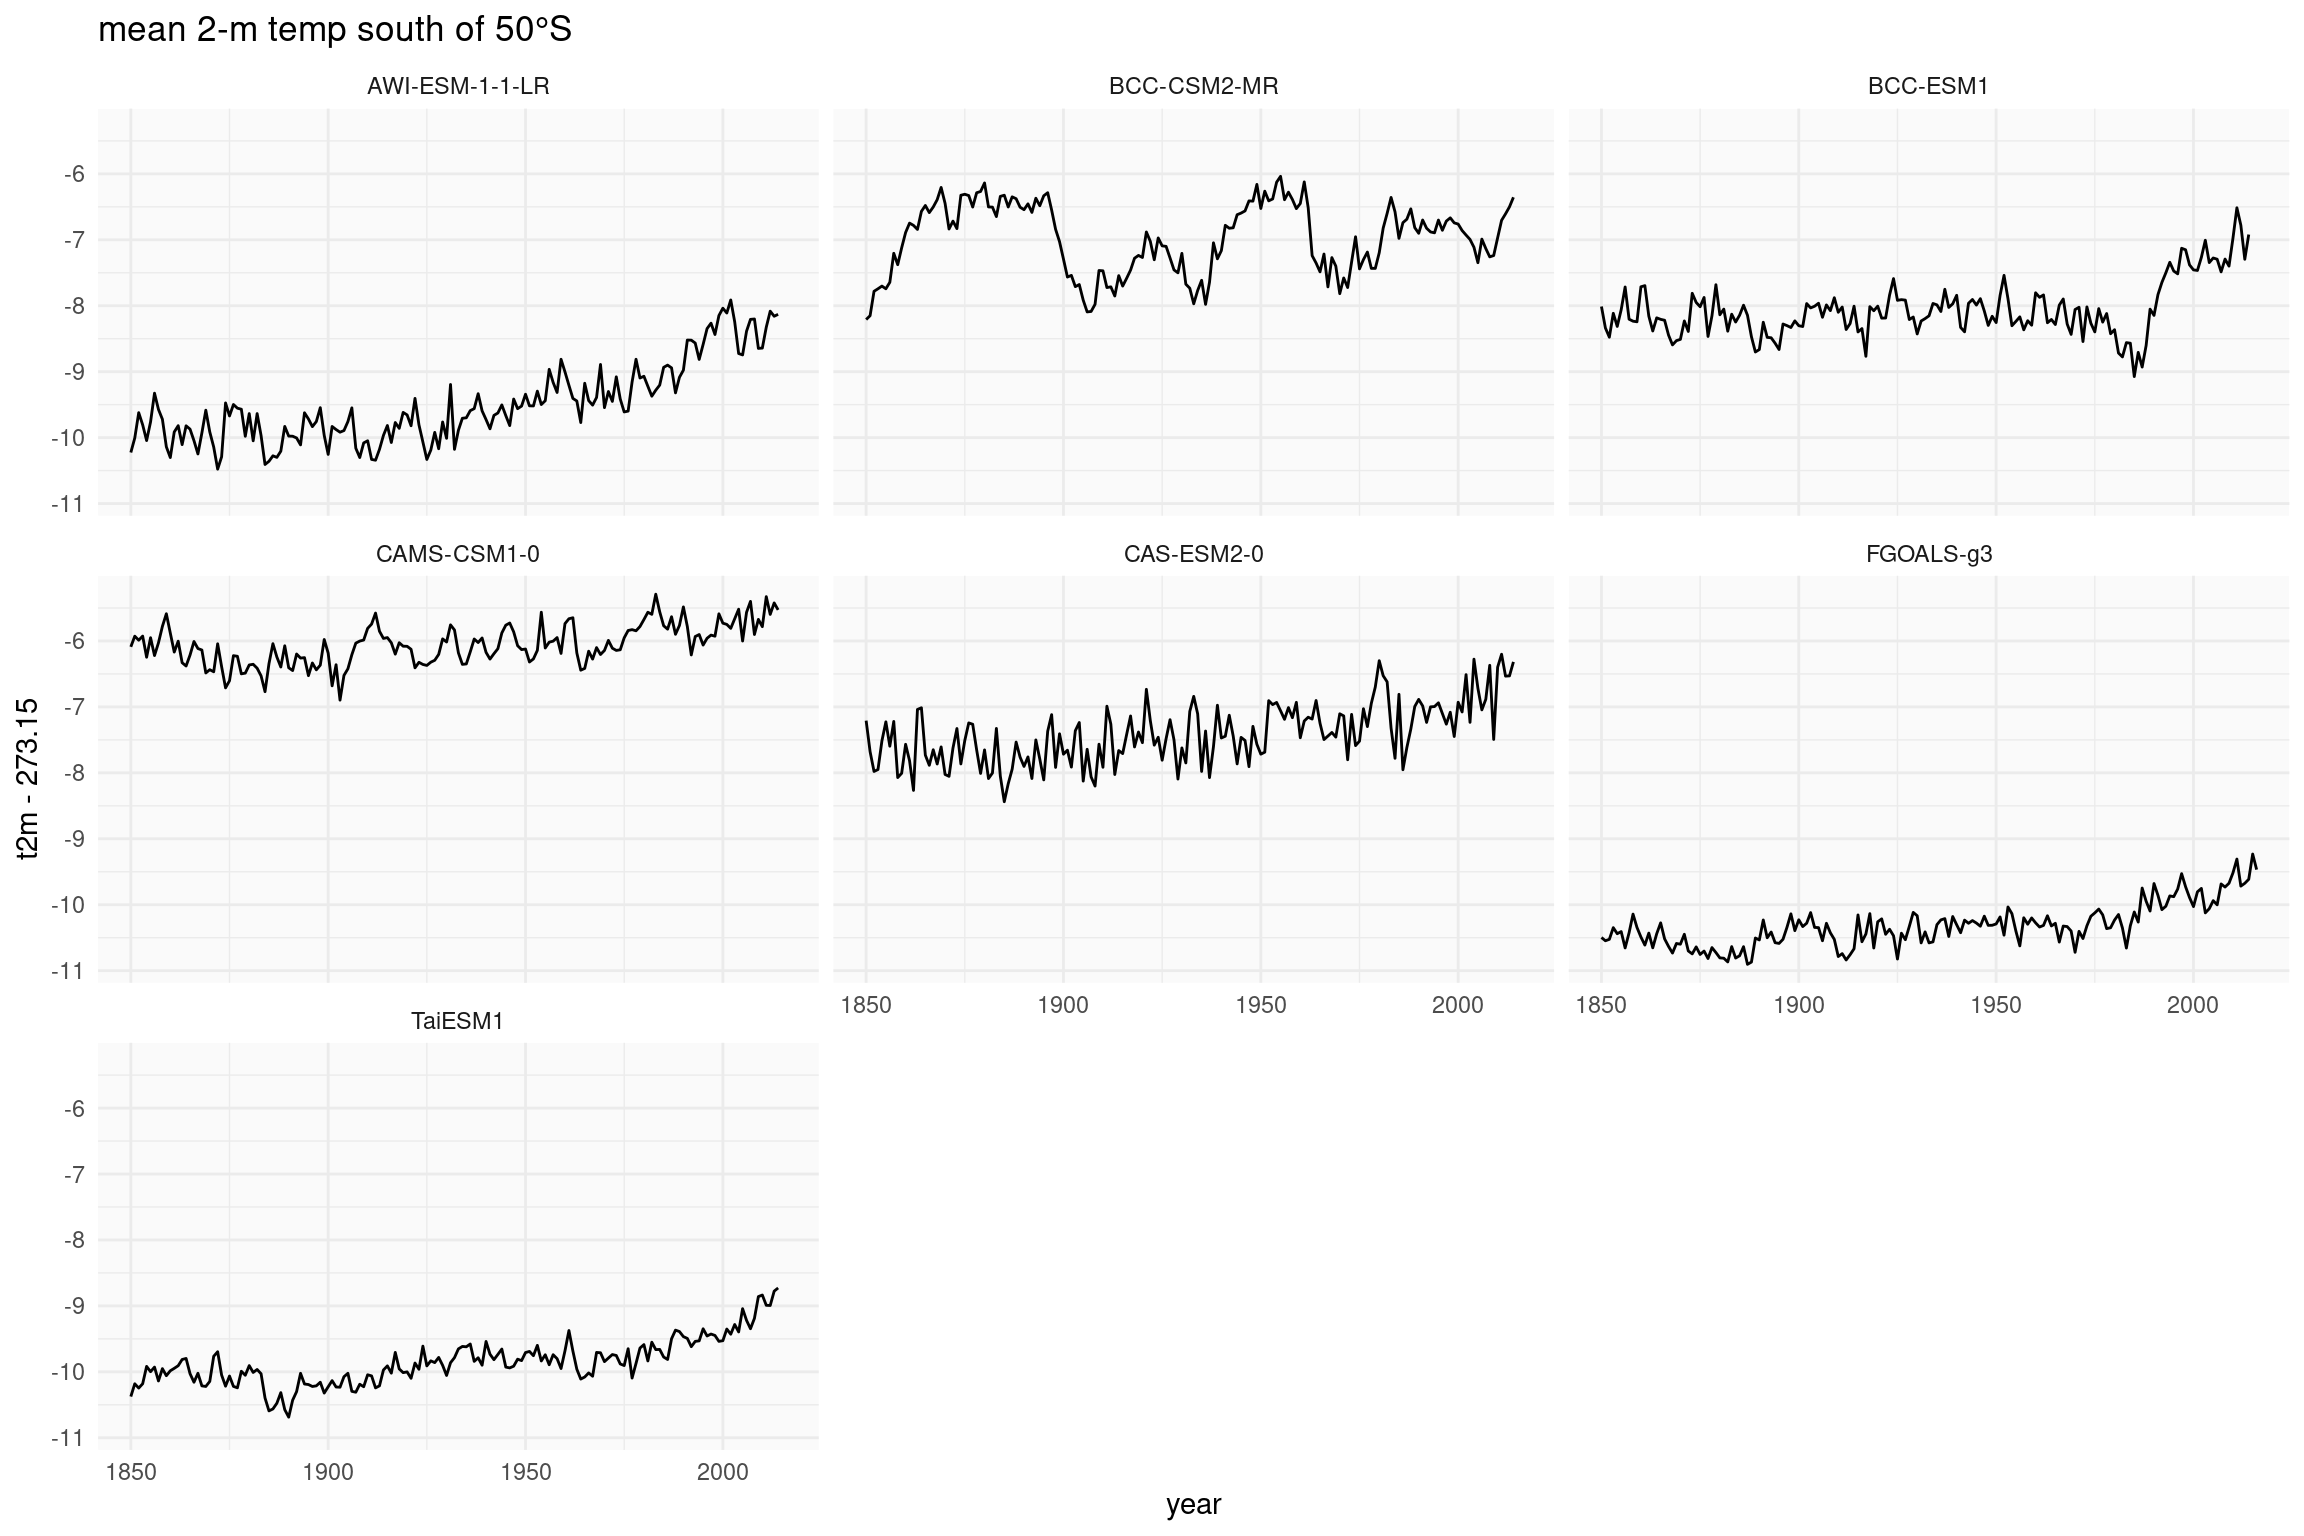 mean 2-m temp south of 50°S
AWI-ESM-1-1-LR
BCC-CSM2-MR
BCC-ESM1
-6
-7
-8
-9
-10
-11
CAMS-CSM1-0
CAS-ESM2-0
FGOALS-g3
-6
-7
-8
-9
-10
-11
t2m - 273.15
1850 1900 1950 2000
1850 1900 1950 2000
TaiESM1
-6
-7
-8
-9
-10
-11
1850 1900 1950 2000
year